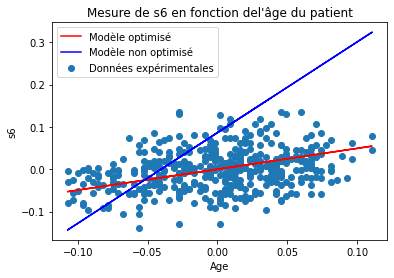 Mesure de s6 en fonction del'âge du patient
Modèle optimisé
Modèle non optimisé
Données expérimentales
0.3
0.2
0.1
0.0
−0.1
s6
−0.10
−0.05
0.00
0.05
0.10
Age